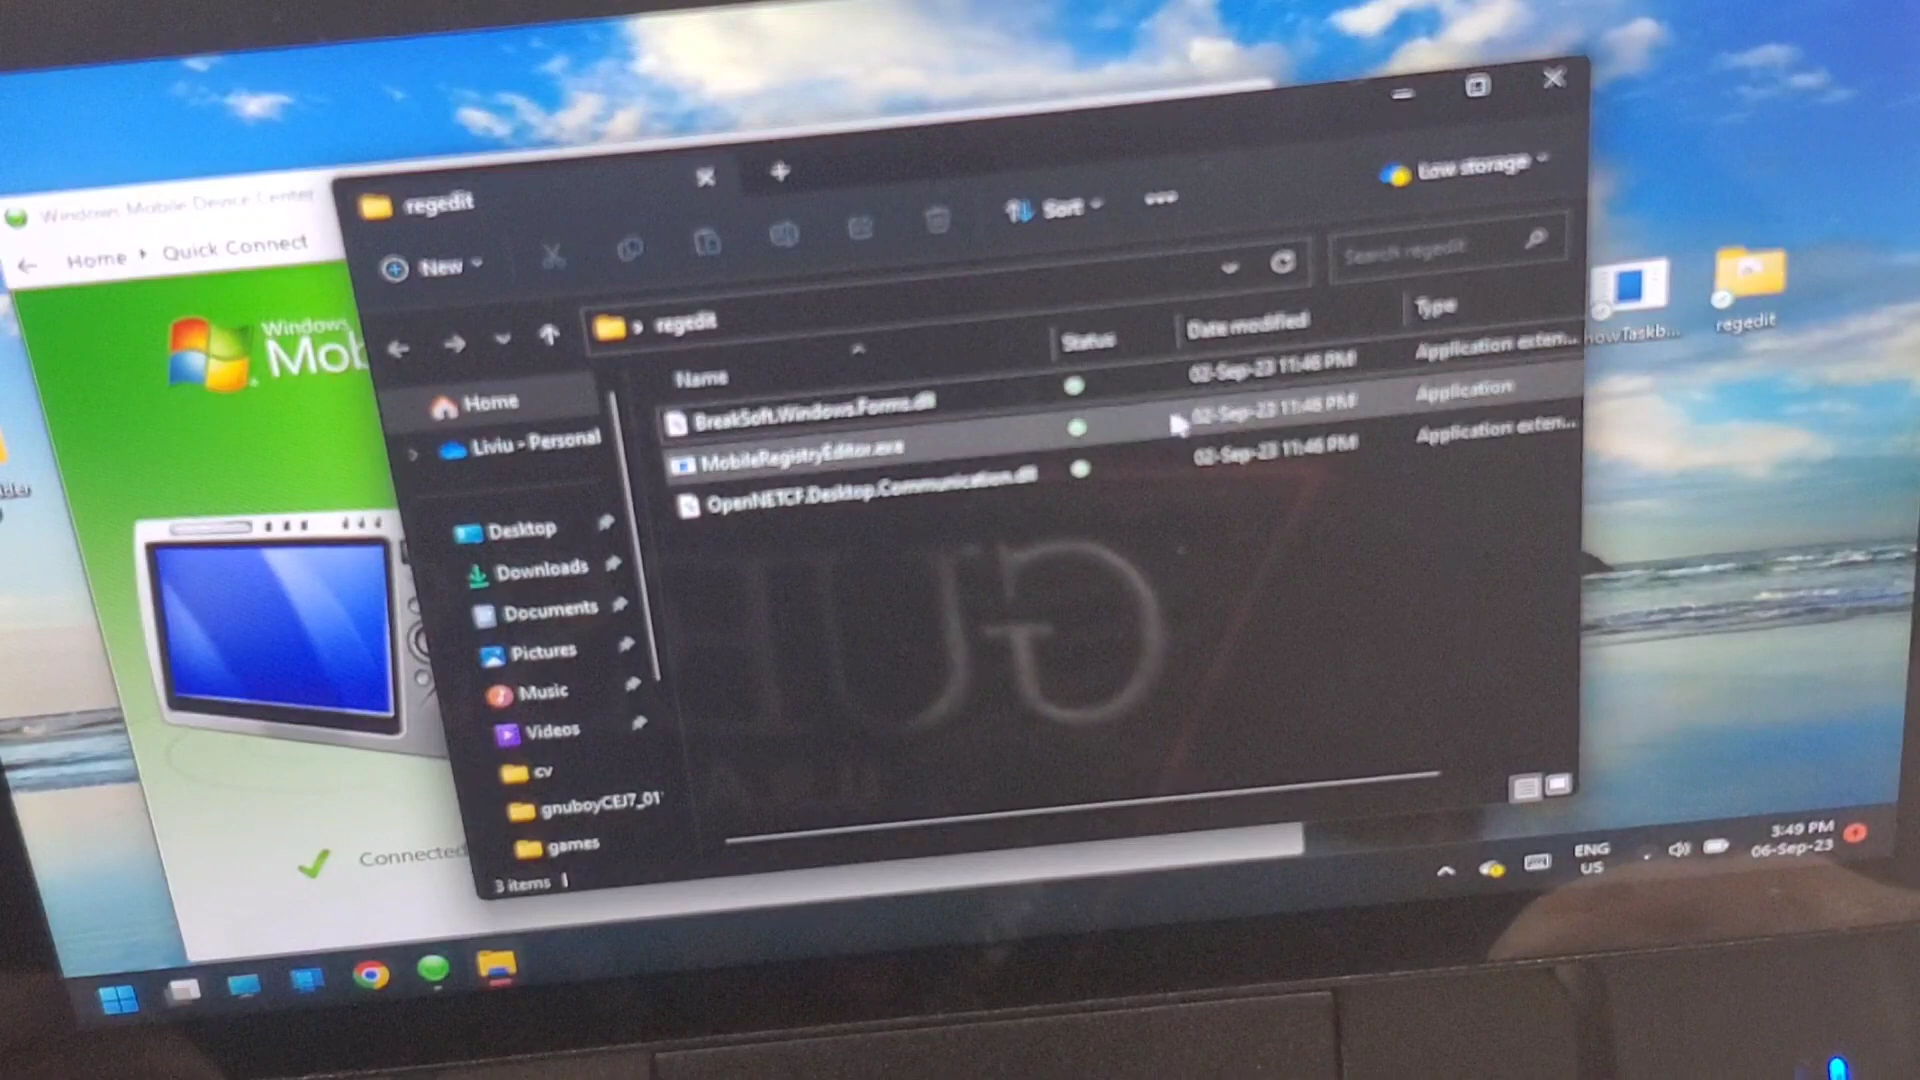 Windows Mobile Device Center
Home
Quick Connect
Windows
Mob
Connected
regedit
New
Sort
Low storage
regedit
Search regedit
Name
Status
Date modified
Type
BreakSoft.Windows.Forms.dll
02-Sep-23 11:46 PM
Application exten...
MobileRegistryEditor.exe
02-Sep-23 11:46 PM
Application
OpenNETCF.Desktop.Communication.dll
02-Sep-23 11:46 PM
Application exten...
Home
Liviu - Personal
Desktop
Downloads
Documents
Pictures
Music
Videos
cv
gnuboyCEJ7_01
games
3 items
howTaskb...
regedit
ENG
US
3:49 PM
06-Sep-23